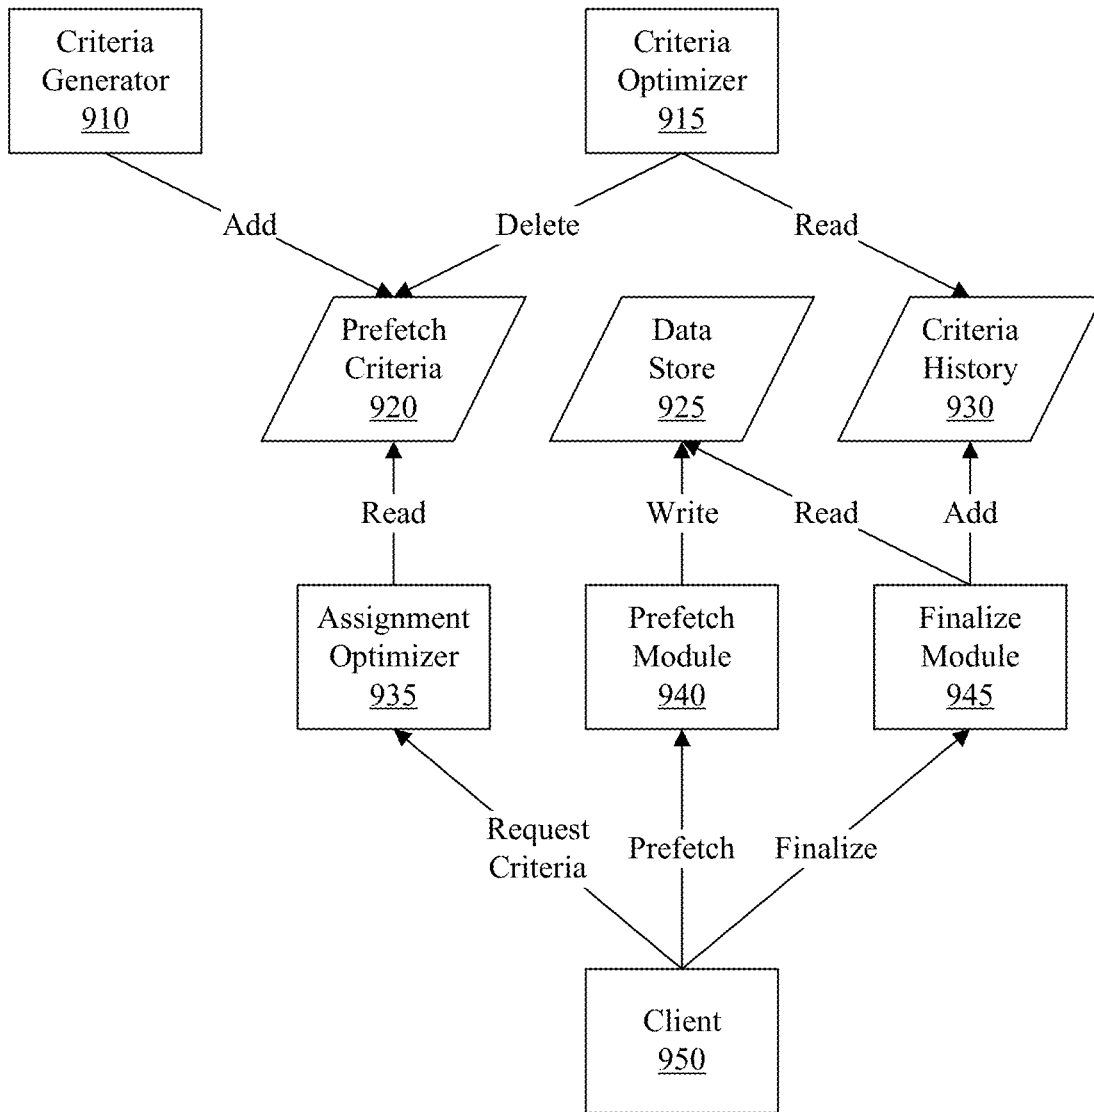 Criteria
Generator
910
Criteria
Optimizer
915
Add
Delete
Read
Prefetch
Criteria
920
Data
Store
925
Criteria
History
930
Read
Write
Read
Add
Assignment
Optimizer
935
Prefetch
Module
940
Finalize
Module
945
Request
Criteria
Prefetch
Finalize
Client
950